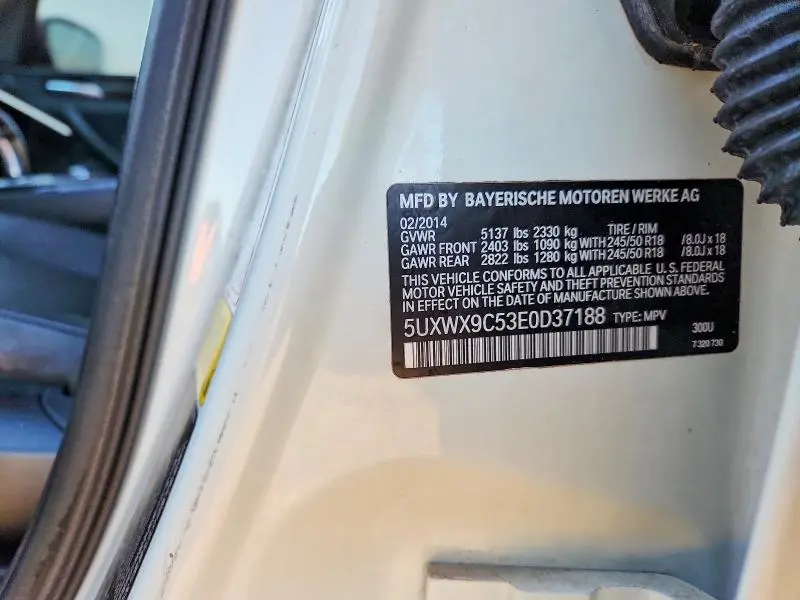 MFD BY BAYERISCHE MOTOREN WERKE AG
02/2014
GVWR 5137 lbs 2330 kg TIRE / RIM
GAWR FRONT 2403 lbs 1090 kg WITH 245/50 R18 /8.0J x 18
GAWR REAR 2822 lbs 1280 kg WITH 245/50 R18 /8.0J x 18
THIS VEHICLE CONFORMS TO ALL APPLICABLE U. S. FEDERAL
MOTOR VEHICLE SAFETY AND THEFT PREVENTION STANDARDS
IN EFFECT ON THE DATE OF MANUFACTURE SHOWN ABOVE.
5UXWX9C53E0D37188 TYPE: MPV
300U
7 320 730